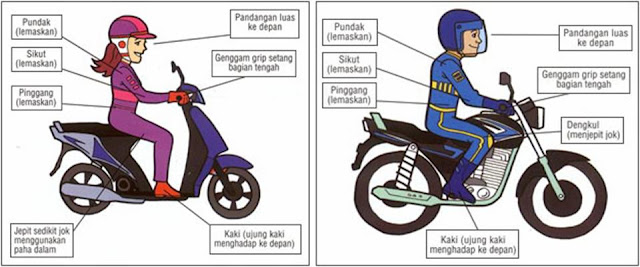 Pundak
(lemaskan)
Sikut
(lemaskan)
Pinggang
(lemaskan)
Pandangan luas
ke depan
Genggam grip setang
bagian tengah
Jepit sedikit jok
menggunakan
paha dalam
Kaki (ujung kaki
menghadap ke depan)
Pundak
(lemaskan)
Sikut
(lemaskan)
Pinggang
(lemaskan)
Pandangan luas
ke depan
Genggam grip setang
bagian tengah
Dengkul
(menjepit jok)
Kaki (ujung kaki
menghadap ke depan)